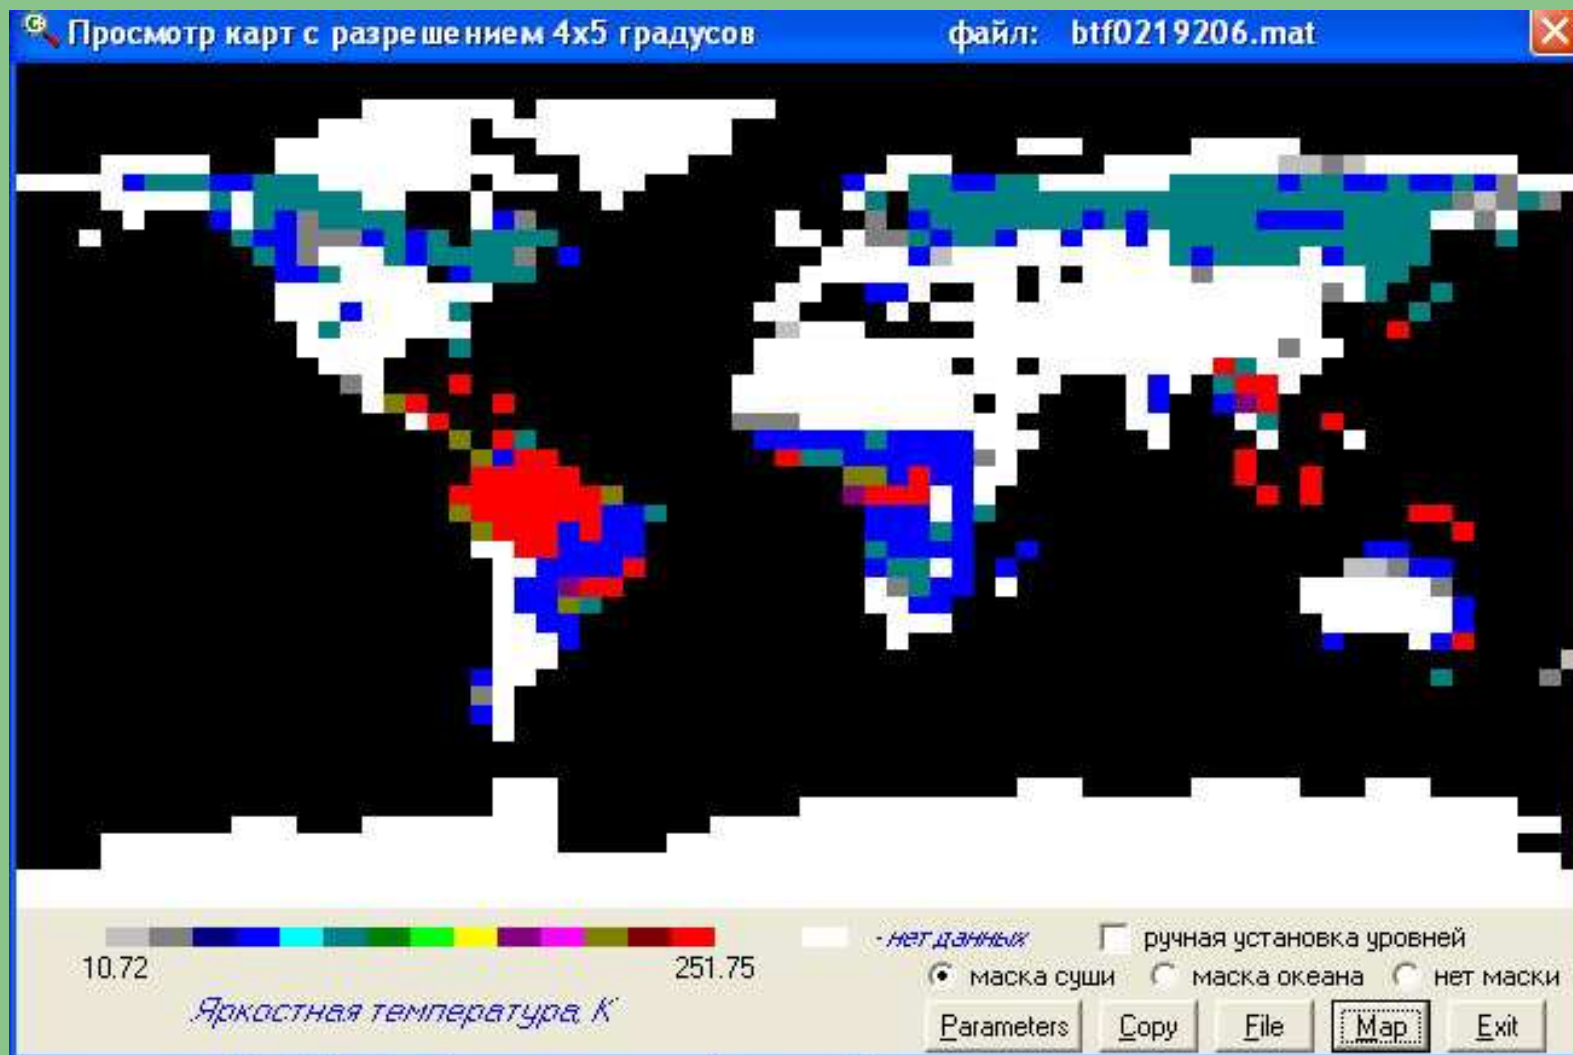 Просмотр карт с разрешением 4х5 градусов файл: btf0219206.mat
- нет данных ручная установка уровней
10.72 251.75 маска суши маска океана нет маски
Яркостная температура, К
Parameters Copy File Map Exit